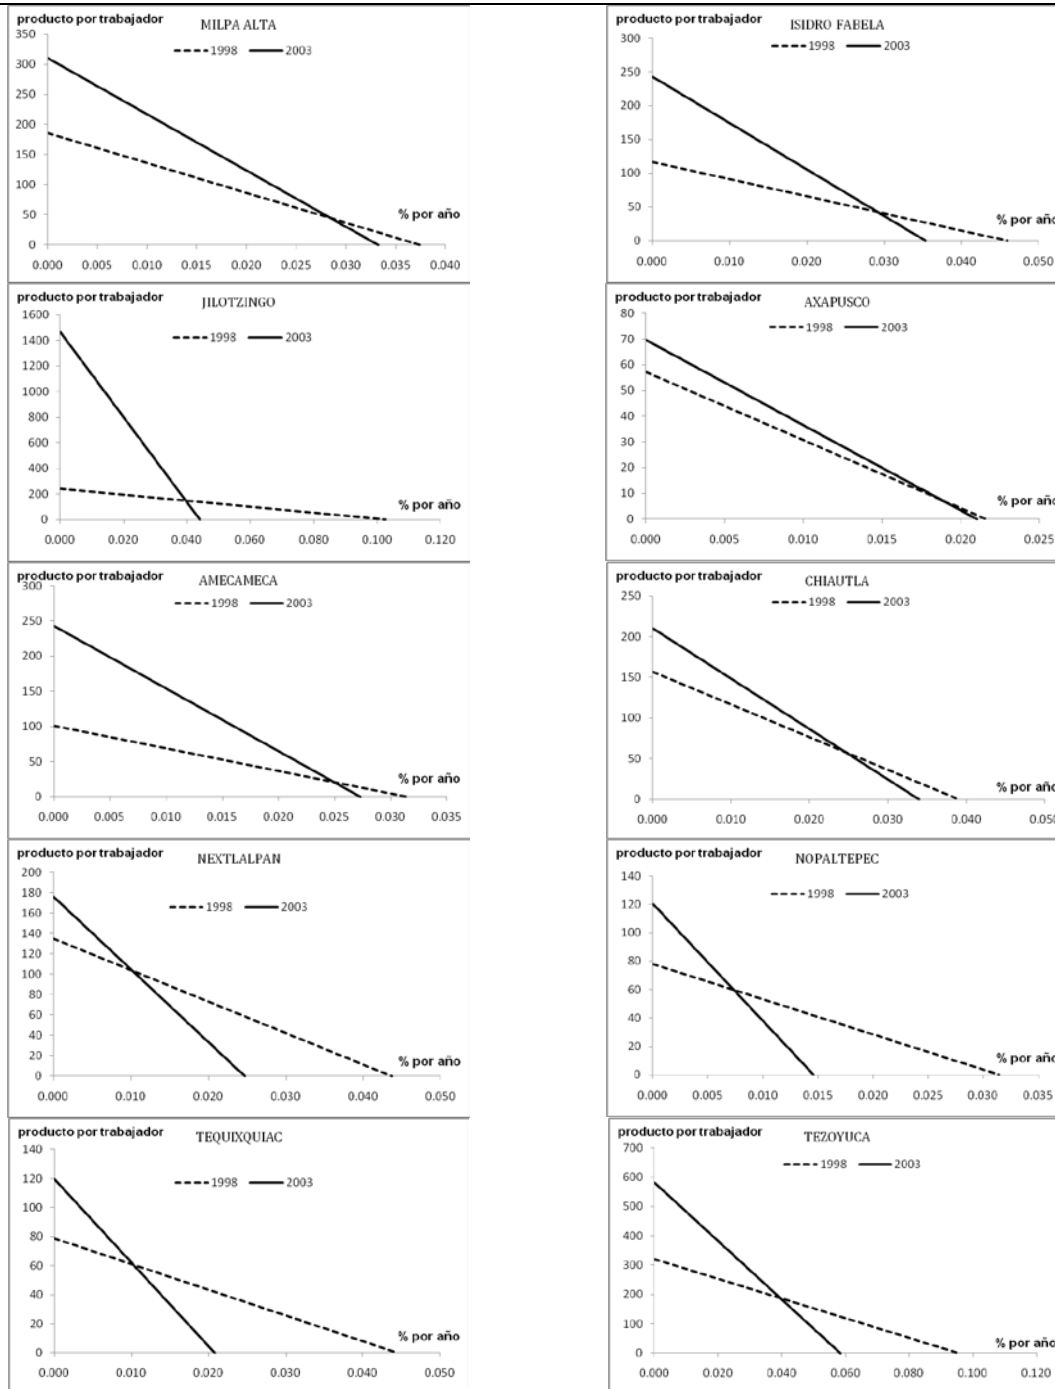 producto por trabajador
MILPA ALTA
1998 2003
350
300
250
200
150
100
50
0
% por año
0.000 0.005 0.010 0.015 0.020 0.025 0.030 0.035 0.040
producto por trabajador
ISIDRO FABELA
1998 2003
300
250
200
150
100
50
0
% por año
0.000 0.010 0.020 0.030 0.040 0.050
producto por trabajador
JILOTZINGO
1998 2003
1600
1400
1200
1000
800
600
400
200
0
% por año
0.000 0.020 0.040 0.060 0.080 0.100 0.120
producto por trabajador
AXAPUSCO
1998 2003
80
70
60
50
40
30
20
10
0
% por año
0.000 0.005 0.010 0.015 0.020 0.025
producto por trabajador
AMECAMECA
1998 2003
300
250
200
150
100
50
0
% por año
0.000 0.005 0.010 0.015 0.020 0.025 0.030 0.035
producto por trabajador
CHIAUTLA
1998 2003
250
200
150
100
50
0
% por año
0.000 0.010 0.020 0.030 0.040 0.050
producto por trabajador
NEXTLALPAN
1998 2003
200
180
160
140
120
100
80
60
40
20
0
% por año
0.000 0.010 0.020 0.030 0.040 0.050
producto por trabajador
NOPALTEPEC
1998 2003
140
120
100
80
60
40
20
0
% por año
0.000 0.005 0.010 0.015 0.020 0.025 0.030 0.035
producto por trabajador
TEQUIXQUIAC
1998 2003
140
120
100
80
60
40
20
0
% por año
0.000 0.010 0.020 0.030 0.040 0.050
producto por trabajador
TEZOYUCA
1998 2003
700
600
500
400
300
200
100
0
% por año
0.000 0.020 0.040 0.060 0.080 0.100 0.120